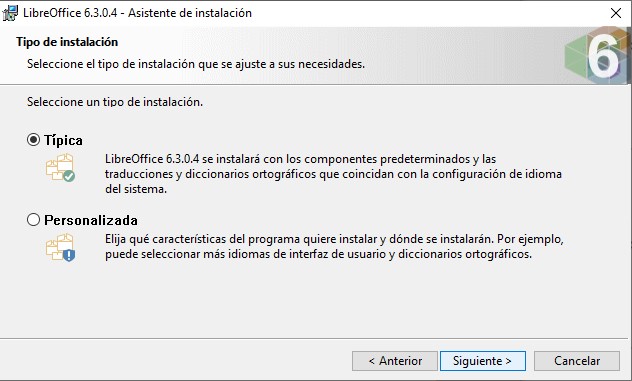 LibreOffice 6.3.0.4 - Asistente de instalación
Tipo de instalación
Seleccione el tipo de instalación que se ajuste a sus necesidades.
6
Seleccione un tipo de instalación.
Típica
LibreOffice 6.3.0.4 se instalará con los componentes predeterminados y las
traducciones y diccionarios ortográficos que coincidan con la configuración de idioma
del sistema.
Personalizada
Elija qué características del programa quiere instalar y dónde se instalarán. Por ejemplo,
puede seleccionar más idiomas de interfaz de usuario y diccionarios ortográficos.
< Anterior
Siguiente >
Cancelar